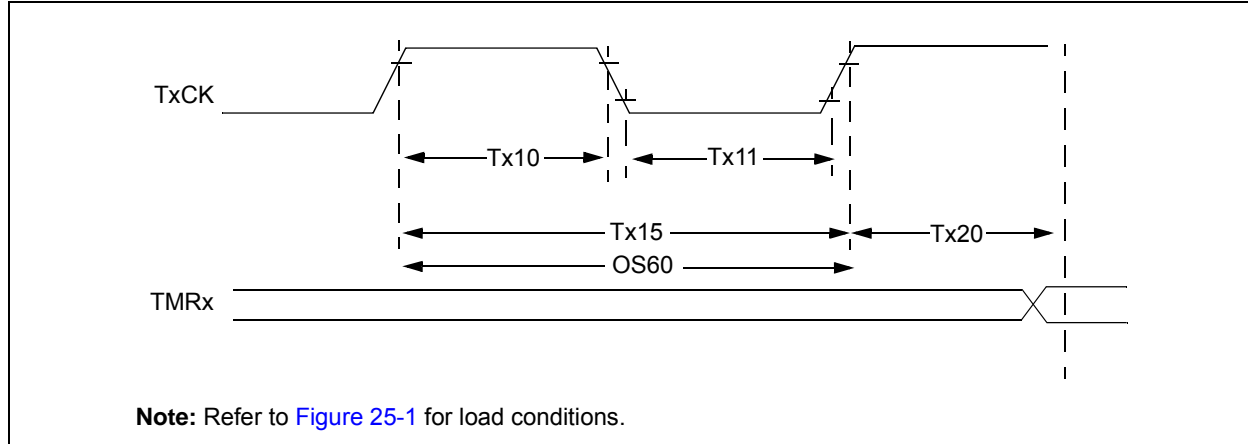 TxCK
Tx10
Tx11
Tx15
Tx20
OS60
TMRx
Note: Refer to Figure 25-1 for load conditions.